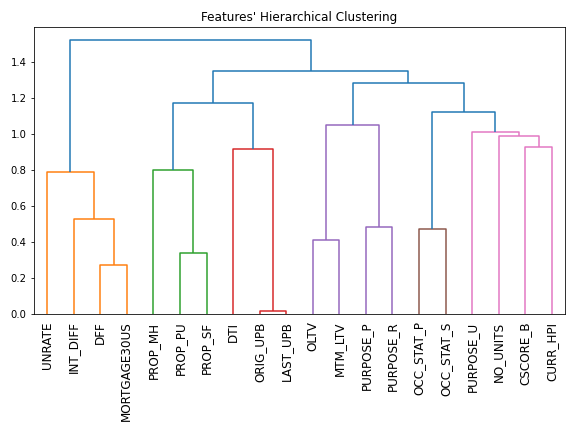 Features' Hierarchical Clustering
1.4
1.2
1.0
0.8
0.6
0.4
0.2
0.0
UNRATE
INT_DIFF
DFF
MORTGAGE30US
PROP_MH
PROP_PU
PROP_SF
DTI
ORIG_UPB
LAST_UPB
OLTV
MTM_LTV
PURPOSE_P
PURPOSE_R
OCC_STAT_P
OCC_STAT_S
PURPOSE_U
NO_UNITS
CSCORE_B
CURR_HPI